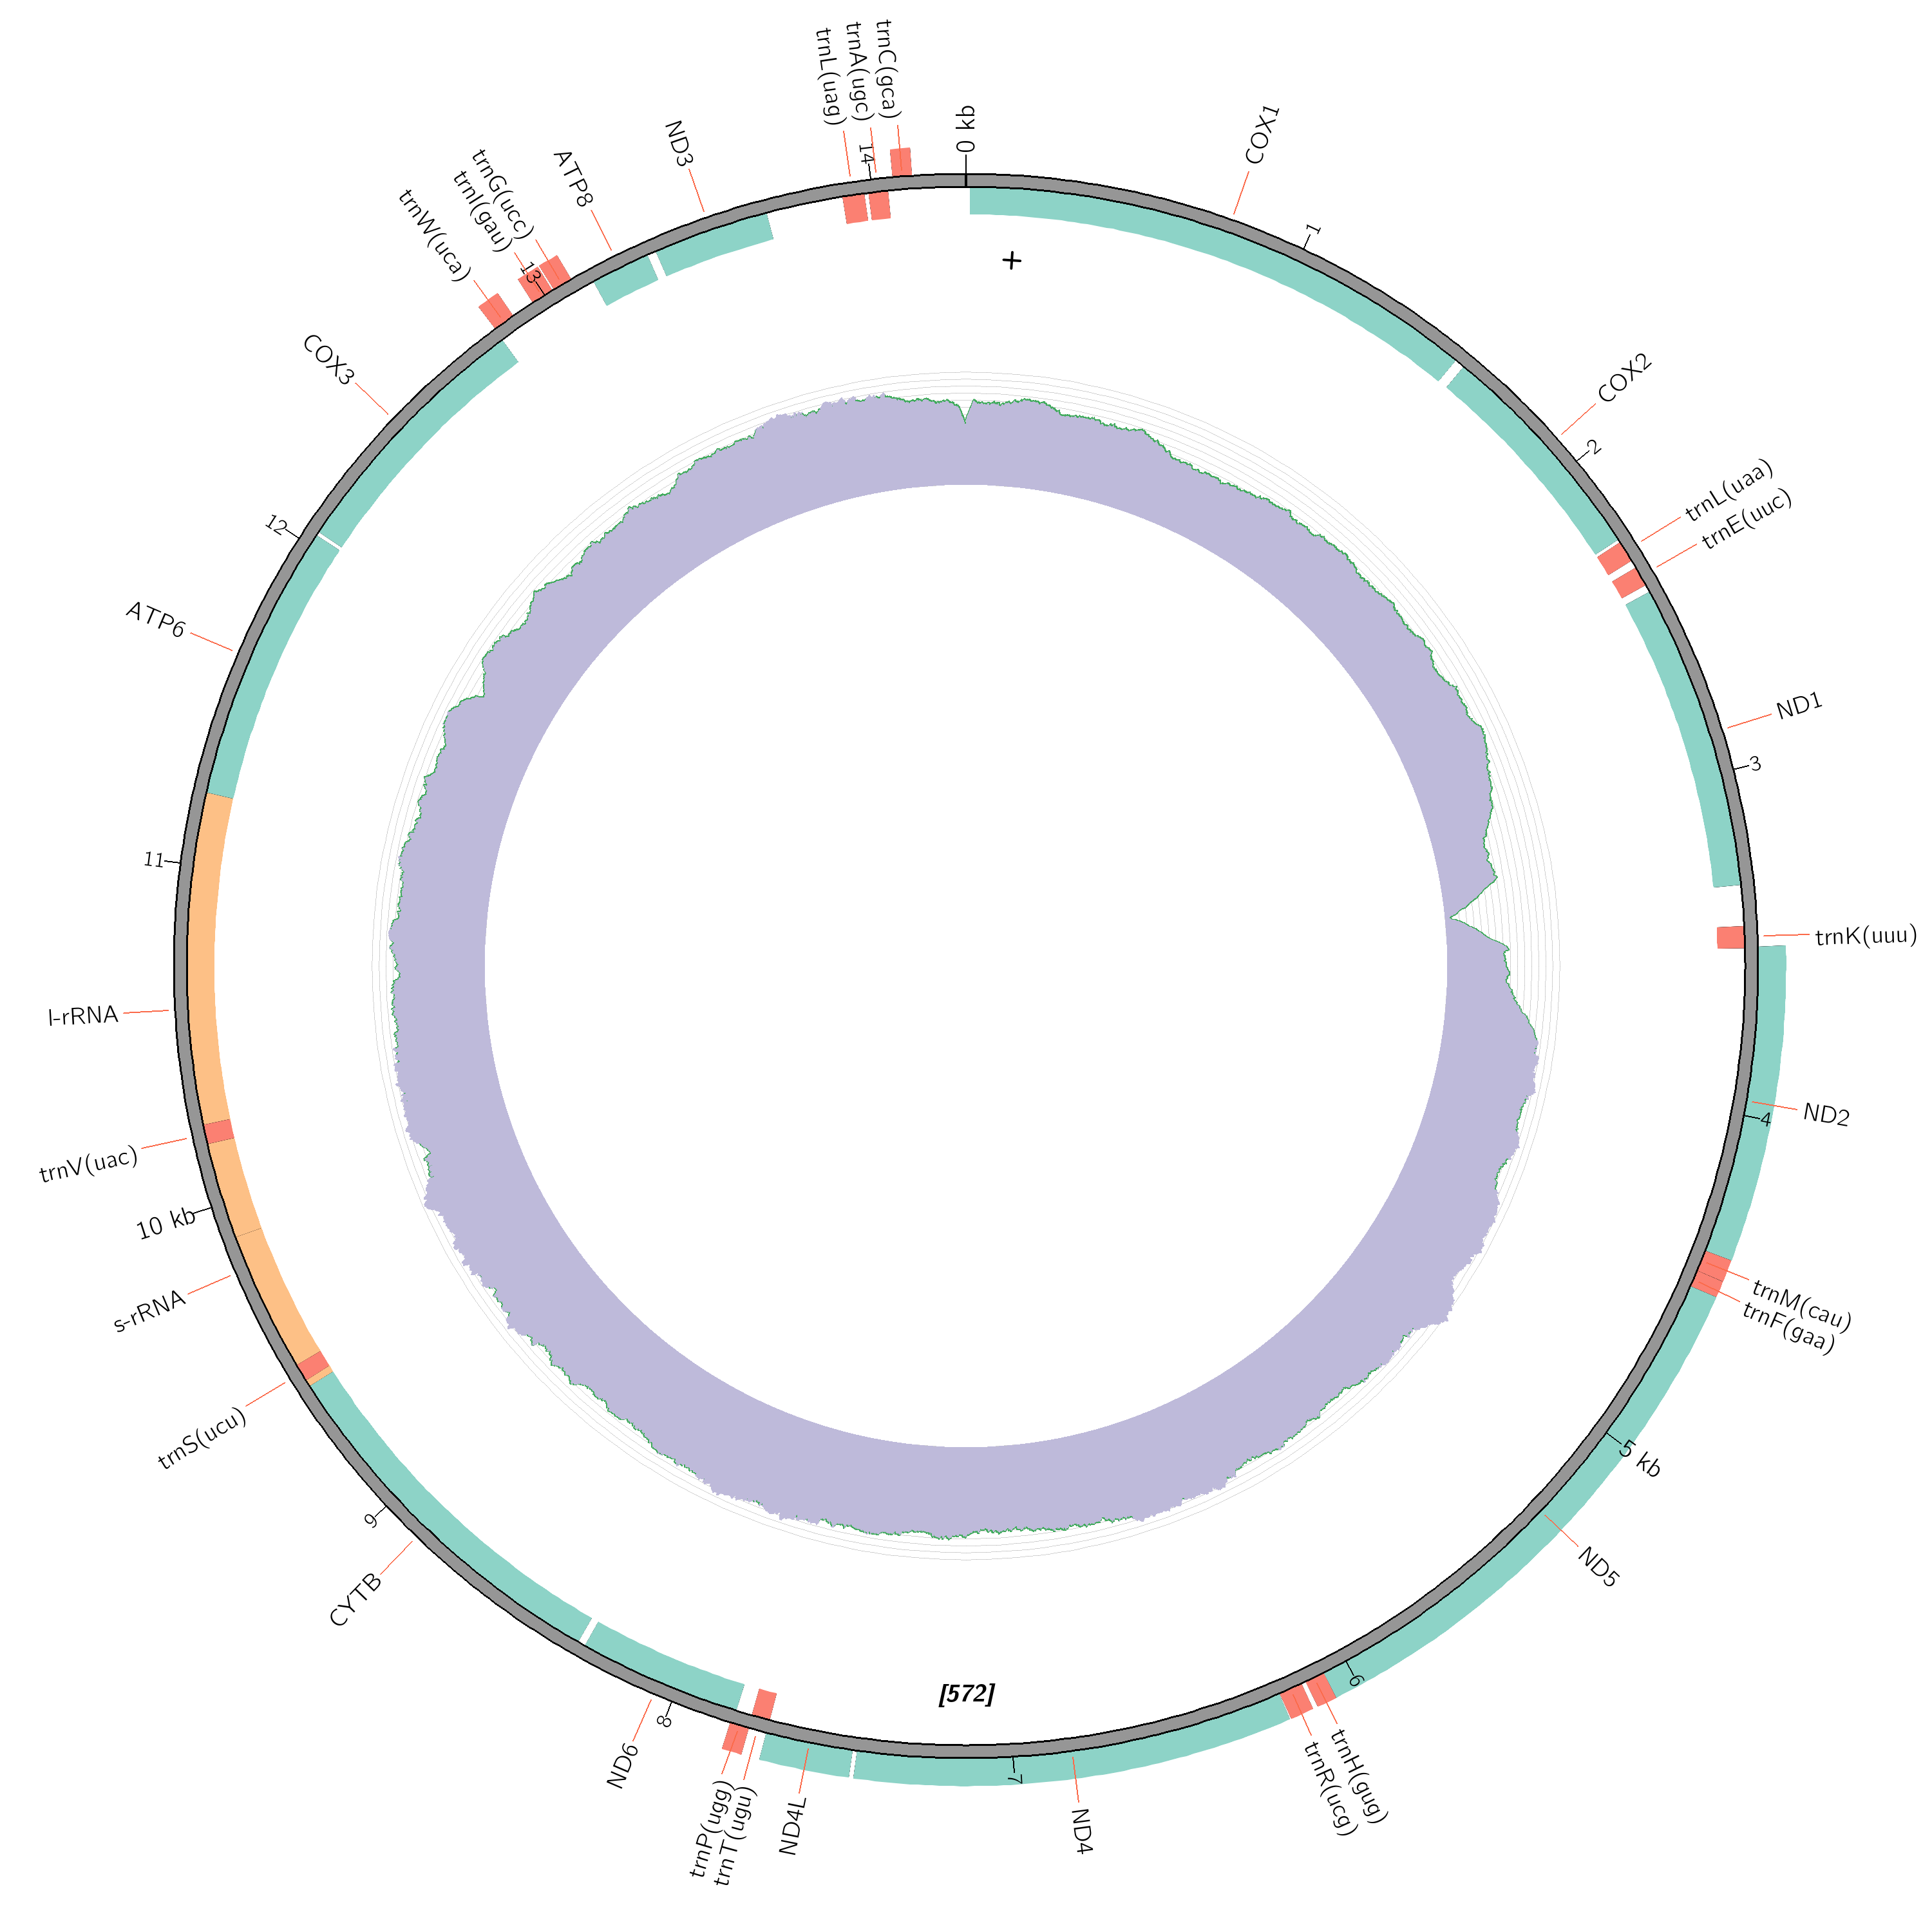 0 kb
COX1
1
COX2
2
trnL(uaa)
trnE(uuc)
ND1
3
trnK(uuu)
ND2
4
trnM(cau)
trnF(gaa)
5 kb
ND5
6
trnH(gug)
trnR(ucg)
ND4
7
ND4L
trnT(ugu)
trnP(ugg)
8
ND6
CYTB
9
trnS(ucu)
s-rRNA
10 kb
trnV(uac)
l-rRNA
11
ATP6
12
COX3
trnW(uca)
trnI(gau)
13
trnG(ucc)
ATP8
ND3
trnL(uag)
14
trnA(ugc)
trnC(gca)
+
[572]